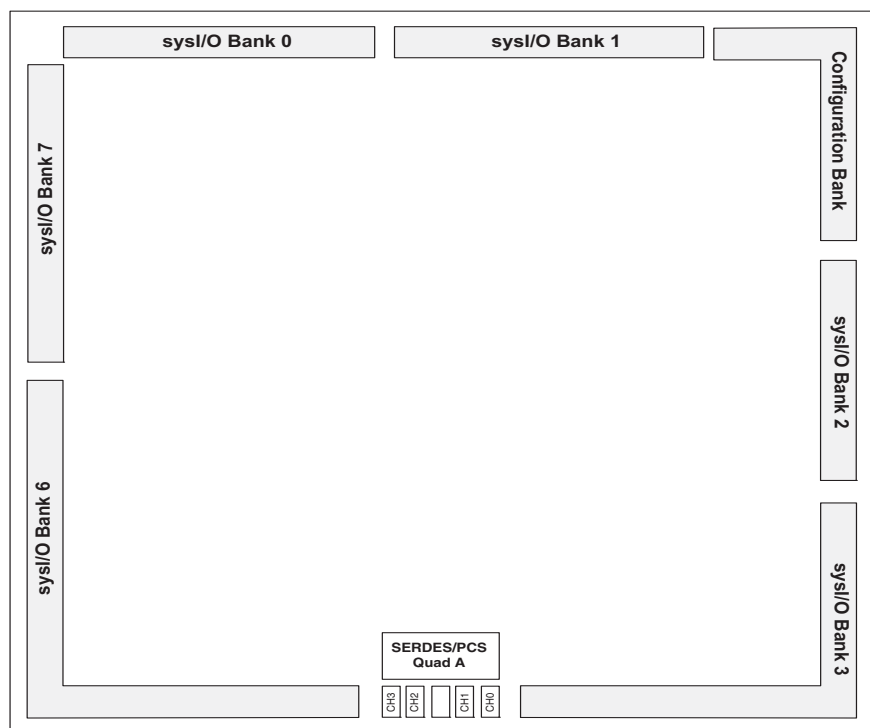 sysI/O Bank 0
sysI/O Bank 1
Configuration Bank
sysI/O Bank 7
sysI/O Bank 2
sysI/O Bank 6
sysI/O Bank 3
SERDES/PCS
Quad A
CH3
CH2
CH1
CH0